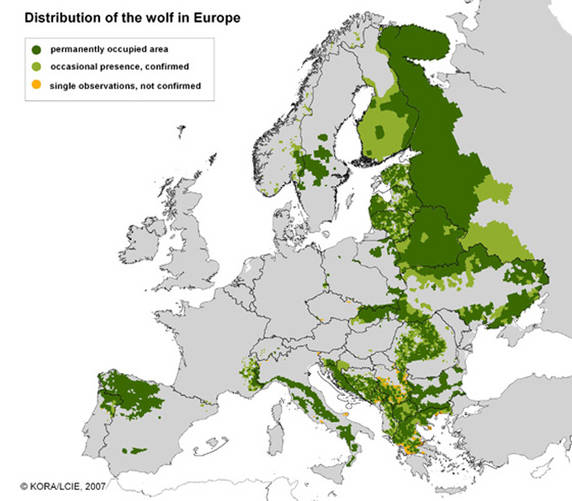 Distribution of the wolf in Europe
permanently occupied area
occasional presence, confirmed
single observations, not confirmed
© KORA/LCIE, 2007